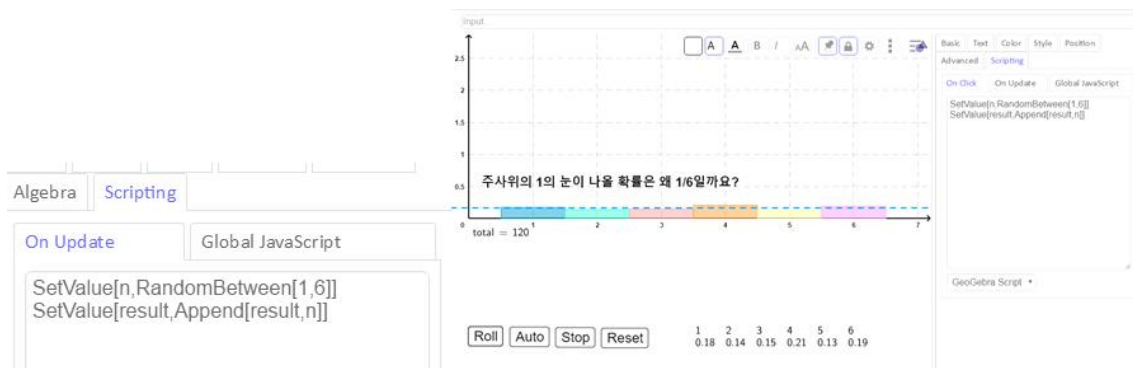 Algebra Scripting
On Update Global JavaScript
SetValue[n,RandomBetween[1,6]]
SetValue[result,Append[result,n]]
Input
A A B I AA
2.5
2
1.5
1
0.5
주사위의 1의 눈이 나올 확률은 왜 1/6일까요?
0 1 2 3 4 5 6 7
total = 120
Roll Auto Stop Reset
1 2 3 4 5 6
0.18 0.14 0.15 0.21 0.13 0.19
Basic Text Color Style Position
Advanced Scripting
On Click On Update Global JavaScript
SetValue[n,RandomBetween[1,6]]
SetValue[result,Append[result,n]]
GeoGebra Script